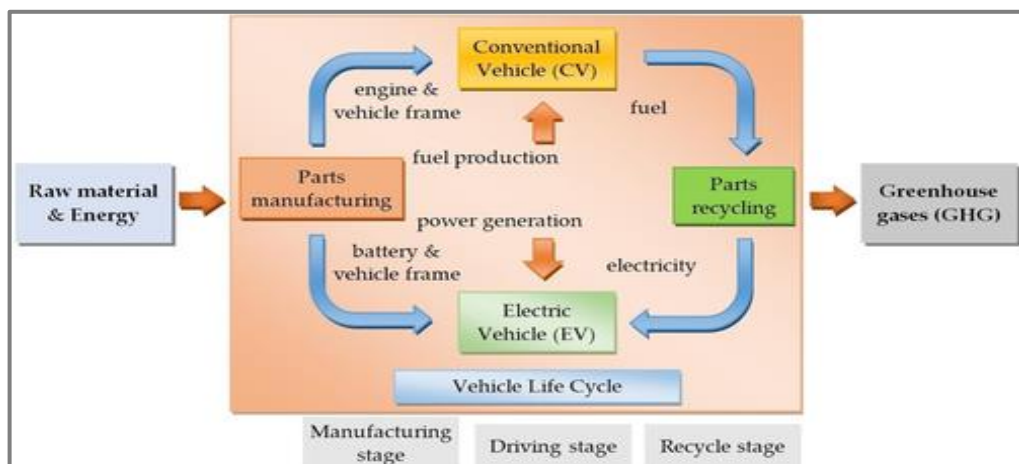 Conventional
Vehicle (CV)
engine &
vehicle frame
fuel
fuel production
Raw material
& Energy
Parts
manufacturing
Parts
recycling
Greenhouse
gases (GHG)
power generation
battery &
vehicle frame
electricity
Electric
Vehicle (EV)
Vehicle Life Cycle
Manufacturing
stage
Driving stage
Recycle stage